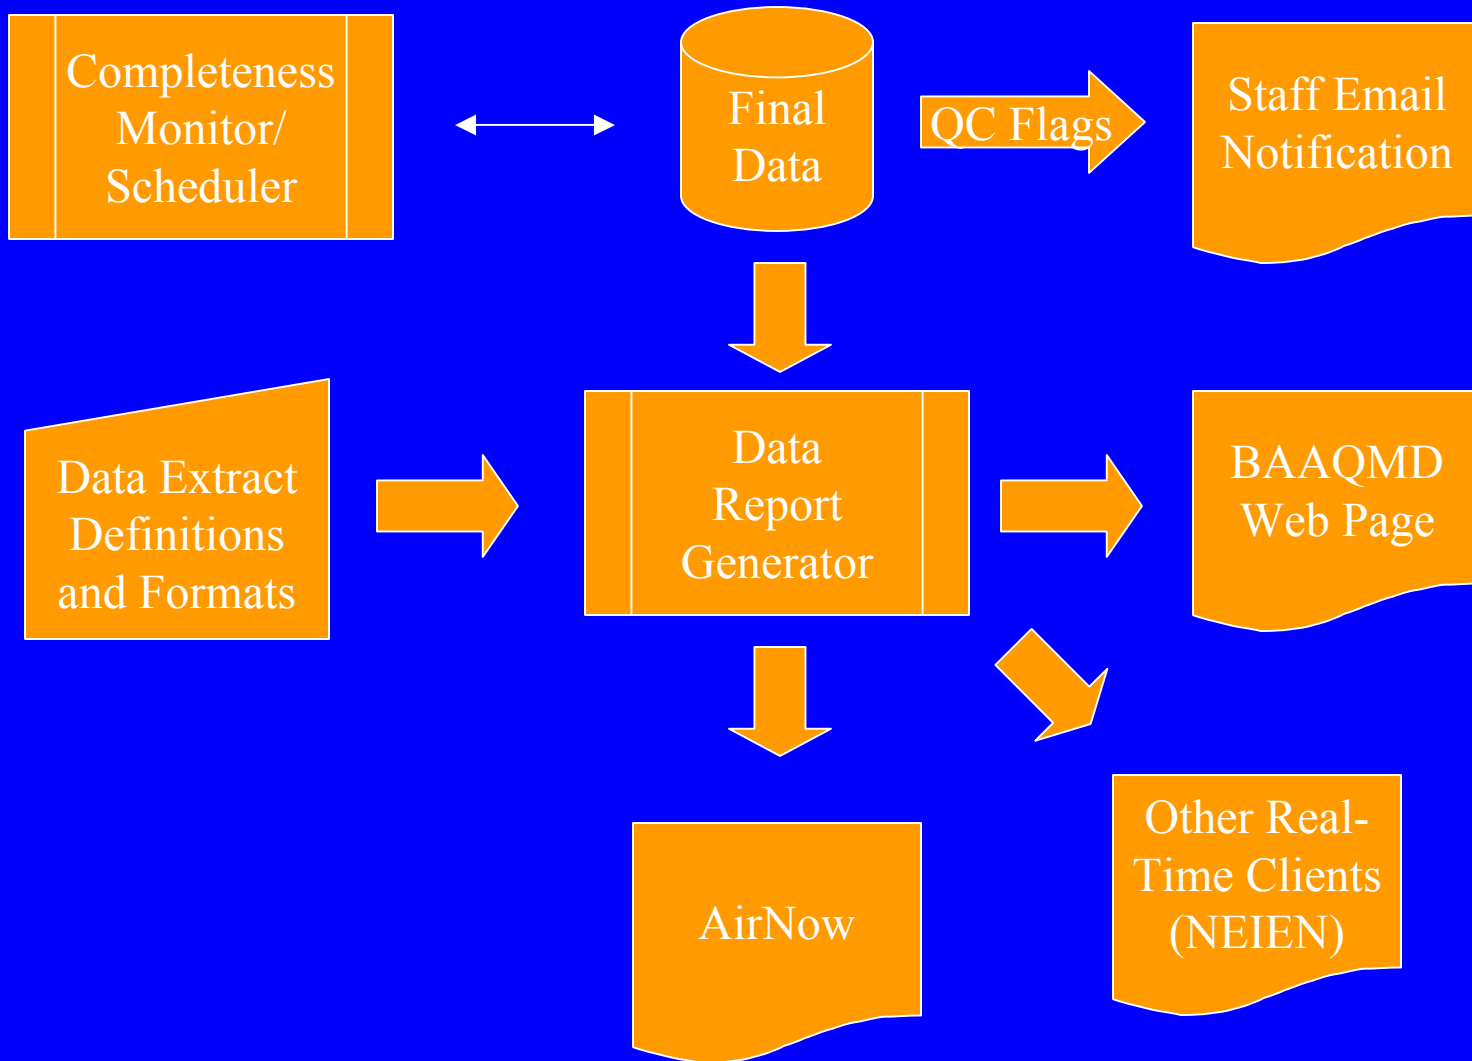 Completeness
Monitor/
Scheduler
Final
Data
QC Flags
Staff Email
Notification
Data Extract
Definitions
and Formats
Data
Report
Generator
BAAQMD
Web Page
AirNow
Other Real-
Time Clients
(NEIEN)